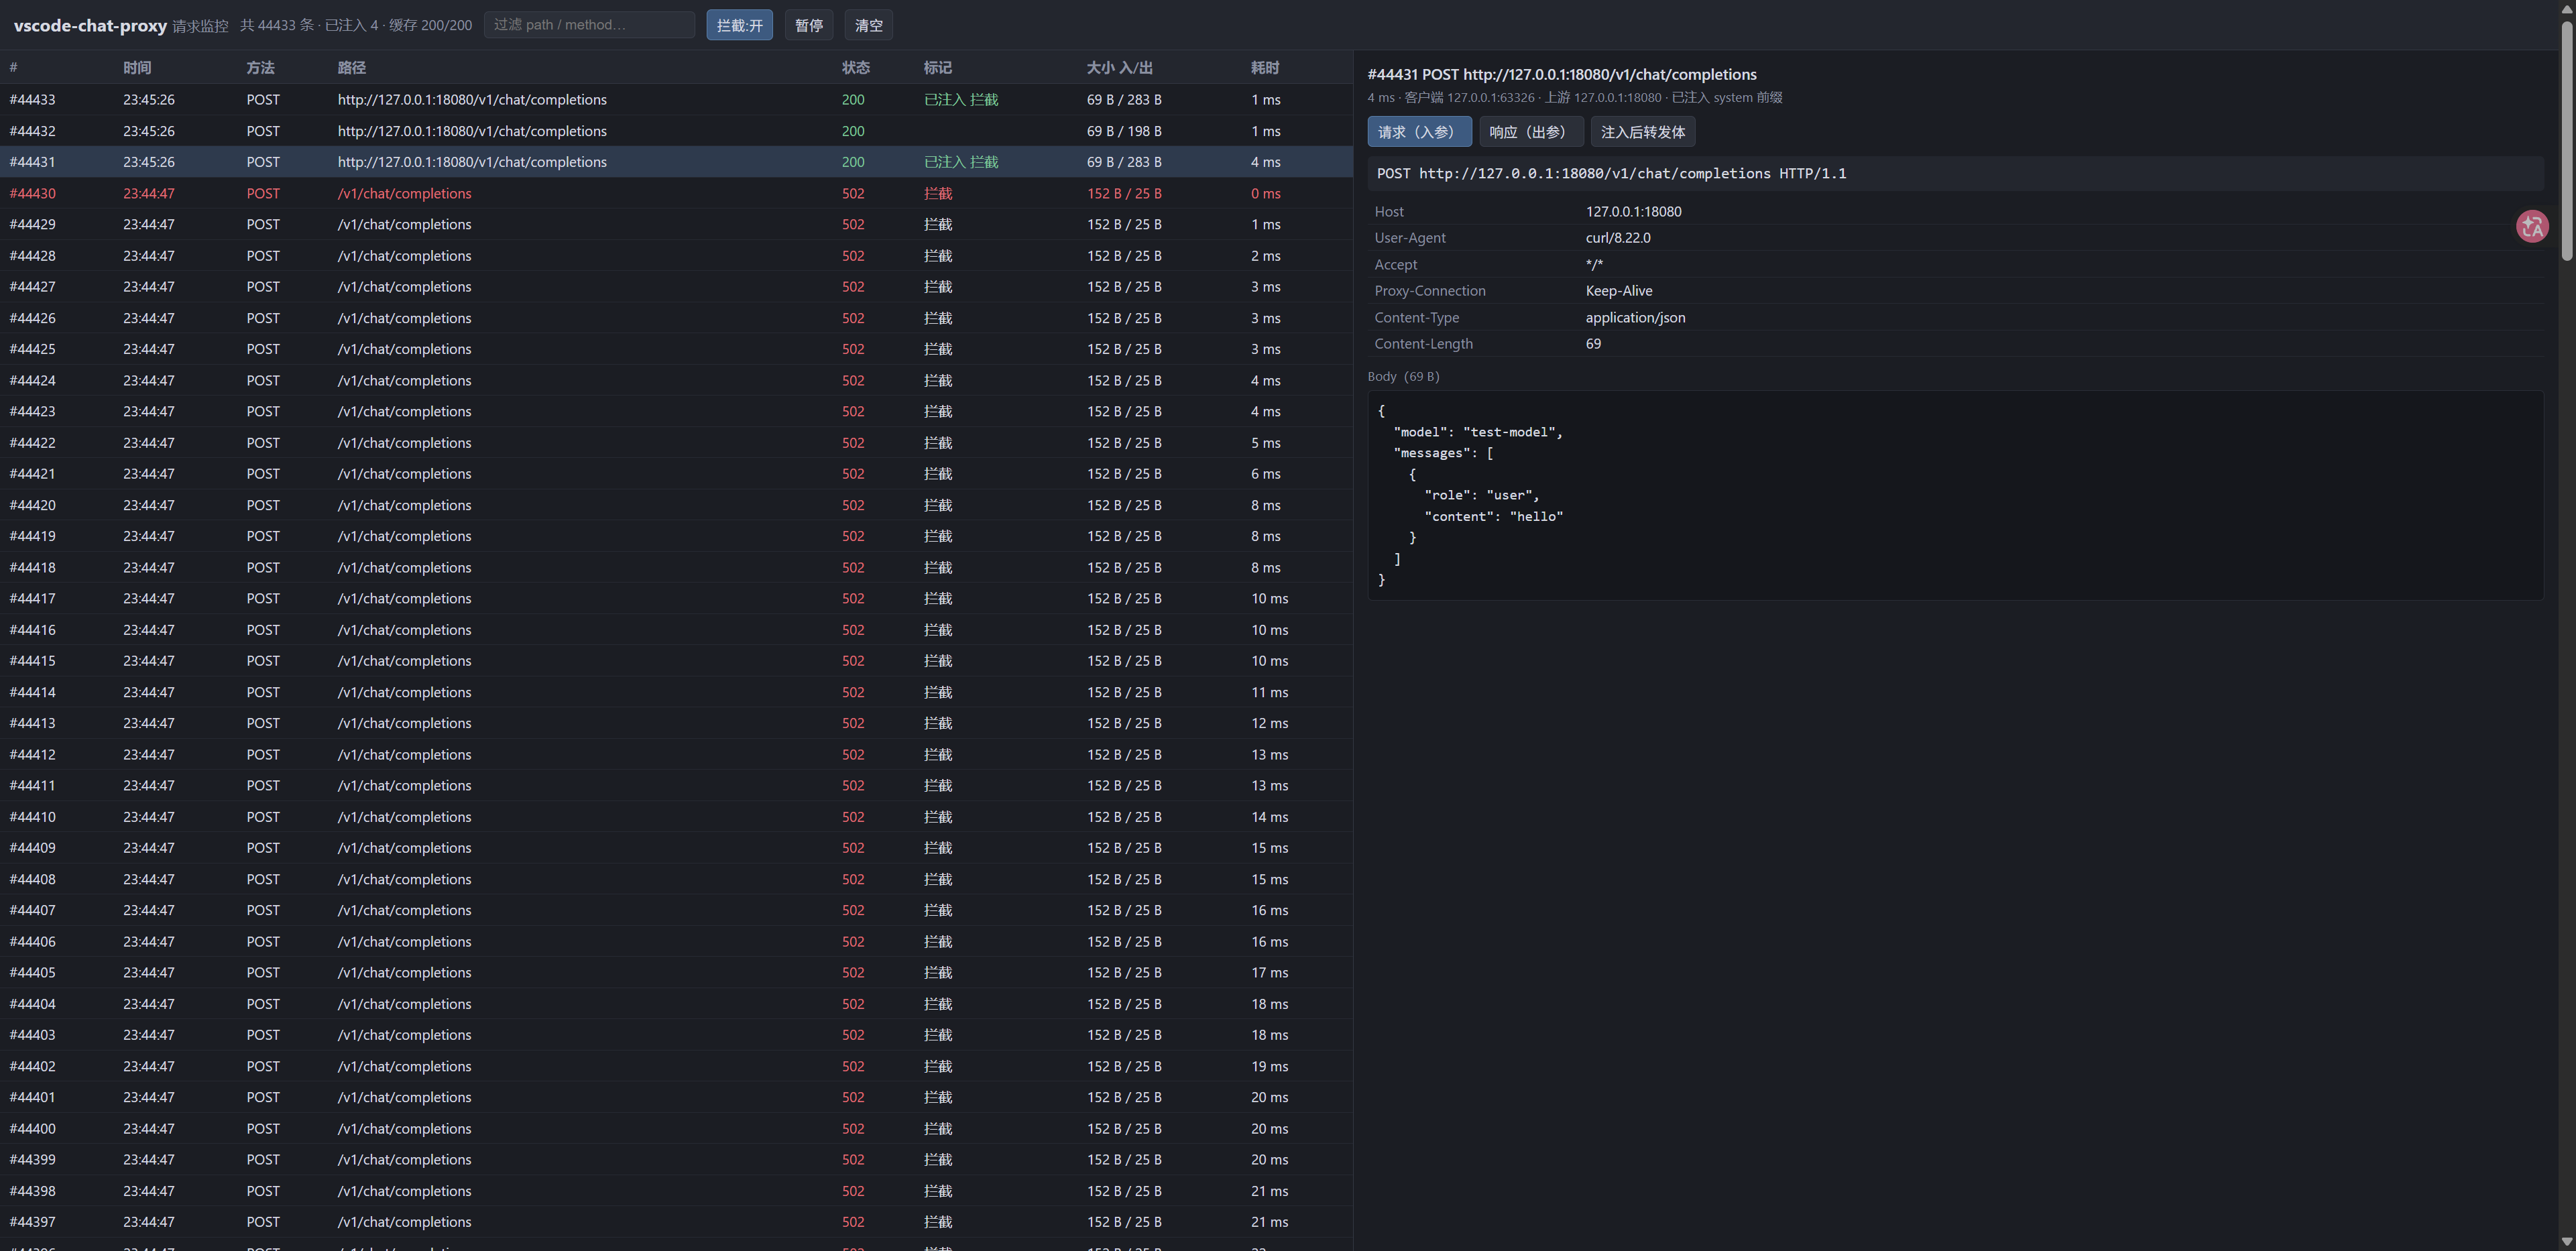 vscode-chat-proxy 请求监控 共 44433 条 · 已注入 4 · 缓存 200/200 过滤 path / method… 拦截:开 暂停 清空
# 时间 方法 路径 状态 标记 大小 入/出 耗时
#44433 23:45:26 POST http://127.0.0.1:18080/v1/chat/completions 200 已注入 拦截 69 B / 283 B 1 ms
#44432 23:45:26 POST http://127.0.0.1:18080/v1/chat/completions 200 69 B / 198 B 1 ms
#44431 23:45:26 POST http://127.0.0.1:18080/v1/chat/completions 200 已注入 拦截 69 B / 283 B 4 ms
#44430 23:44:47 POST /v1/chat/completions 502 拦截 152 B / 25 B 0 ms
#44429 23:44:47 POST /v1/chat/completions 502 拦截 152 B / 25 B 1 ms
#44428 23:44:47 POST /v1/chat/completions 502 拦截 152 B / 25 B 2 ms
#44427 23:44:47 POST /v1/chat/completions 502 拦截 152 B / 25 B 3 ms
#44426 23:44:47 POST /v1/chat/completions 502 拦截 152 B / 25 B 3 ms
#44425 23:44:47 POST /v1/chat/completions 502 拦截 152 B / 25 B 3 ms
#44424 23:44:47 POST /v1/chat/completions 502 拦截 152 B / 25 B 4 ms
#44423 23:44:47 POST /v1/chat/completions 502 拦截 152 B / 25 B 4 ms
#44422 23:44:47 POST /v1/chat/completions 502 拦截 152 B / 25 B 5 ms
#44421 23:44:47 POST /v1/chat/completions 502 拦截 152 B / 25 B 6 ms
#44420 23:44:47 POST /v1/chat/completions 502 拦截 152 B / 25 B 8 ms
#44419 23:44:47 POST /v1/chat/completions 502 拦截 152 B / 25 B 8 ms
#44418 23:44:47 POST /v1/chat/completions 502 拦截 152 B / 25 B 8 ms
#44417 23:44:47 POST /v1/chat/completions 502 拦截 152 B / 25 B 10 ms
#44416 23:44:47 POST /v1/chat/completions 502 拦截 152 B / 25 B 10 ms
#44415 23:44:47 POST /v1/chat/completions 502 拦截 152 B / 25 B 10 ms
#44414 23:44:47 POST /v1/chat/completions 502 拦截 152 B / 25 B 11 ms
#44413 23:44:47 POST /v1/chat/completions 502 拦截 152 B / 25 B 12 ms
#44412 23:44:47 POST /v1/chat/completions 502 拦截 152 B / 25 B 13 ms
#44411 23:44:47 POST /v1/chat/completions 502 拦截 152 B / 25 B 13 ms
#44410 23:44:47 POST /v1/chat/completions 502 拦截 152 B / 25 B 14 ms
#44409 23:44:47 POST /v1/chat/completions 502 拦截 152 B / 25 B 15 ms
#44408 23:44:47 POST /v1/chat/completions 502 拦截 152 B / 25 B 15 ms
#44407 23:44:47 POST /v1/chat/completions 502 拦截 152 B / 25 B 16 ms
#44406 23:44:47 POST /v1/chat/completions 502 拦截 152 B / 25 B 16 ms
#44405 23:44:47 POST /v1/chat/completions 502 拦截 152 B / 25 B 17 ms
#44404 23:44:47 POST /v1/chat/completions 502 拦截 152 B / 25 B 18 ms
#44403 23:44:47 POST /v1/chat/completions 502 拦截 152 B / 25 B 18 ms
#44402 23:44:47 POST /v1/chat/completions 502 拦截 152 B / 25 B 19 ms
#44401 23:44:47 POST /v1/chat/completions 502 拦截 152 B / 25 B 20 ms
#44400 23:44:47 POST /v1/chat/completions 502 拦截 152 B / 25 B 20 ms
#44399 23:44:47 POST /v1/chat/completions 502 拦截 152 B / 25 B 20 ms
#44398 23:44:47 POST /v1/chat/completions 502 拦截 152 B / 25 B 21 ms
#44397 23:44:47 POST /v1/chat/completions 502 拦截 152 B / 25 B 21 ms
#44431 POST http://127.0.0.1:18080/v1/chat/completions
4 ms · 客户端 127.0.0.1:63326 · 上游 127.0.0.1:18080 · 已注入 system 前缀
请求（入参） 响应（出参） 注入后转发体
POST http://127.0.0.1:18080/v1/chat/completions HTTP/1.1
Host 127.0.0.1:18080
User-Agent curl/8.22.0
Accept */*
Proxy-Connection Keep-Alive
Content-Type application/json
Content-Length 69
Body (69 B)
{
"model": "test-model",
"messages": [
{
"role": "user",
"content": "hello"
}
]
}